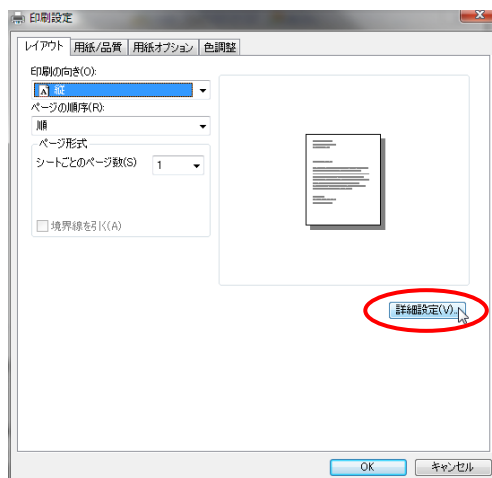 印刷設定
レイアウト 用紙/品質 用紙オプション 色調整
印刷の向き(O):
A 縦
ページの順序(R):
順
ページ形式
シートごとのページ数(S) 1
境界線を引く(A)
詳細設定(V)...
OK キャンセル